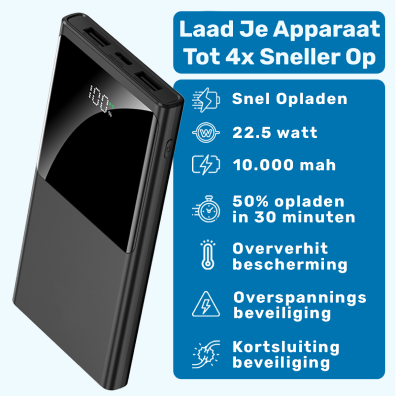 Laad Je Apparaat
Tot 4x Sneller Op
100%
Snel Opladen
W
22.5 watt
10.000 mah
50% opladen
in 30 minuten
Oververhit
bescherming
Overspannings
beveiliging
Kortsluiting
beveiliging